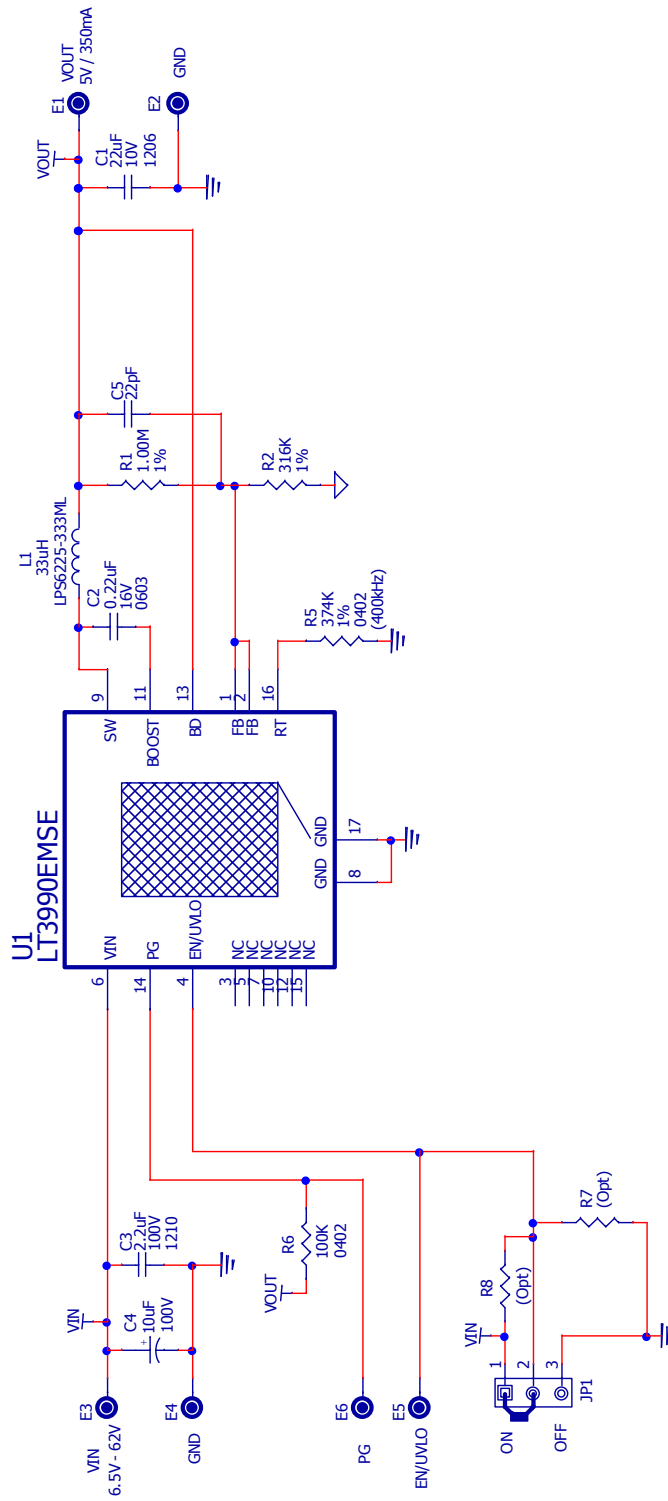 VIN
6.5V - 62V
E3
GND
E4
VIN
C4
10uF
100V
+
C3
2.2uF
100V
1210
VOUT
R6
100K
0402
PG
E6
EN/UVLO
E5
ON
OFF
JP1
1
2
3
VIN
R8
(Opt)
R7
(Opt)
U1
LT3990EMSE
6
VIN
14
PG
4
EN/UVLO
3
NC
5
NC
7
NC
10
NC
12
NC
15
NC
GND
8
GND
17
SW
9
BOOST
11
BD
13
FB
1
FB
2
RT
16
L1
33uH
LPS6225-333ML
C2
0.22uF
16V
0603
R5
374K
1%
0402
(400kHz)
R1
1.00M
1%
R2
316K
1%
C5
22pF
C1
22uF
10V
1206
VOUT
E1
VOUT
5V / 350mA
E2
GND